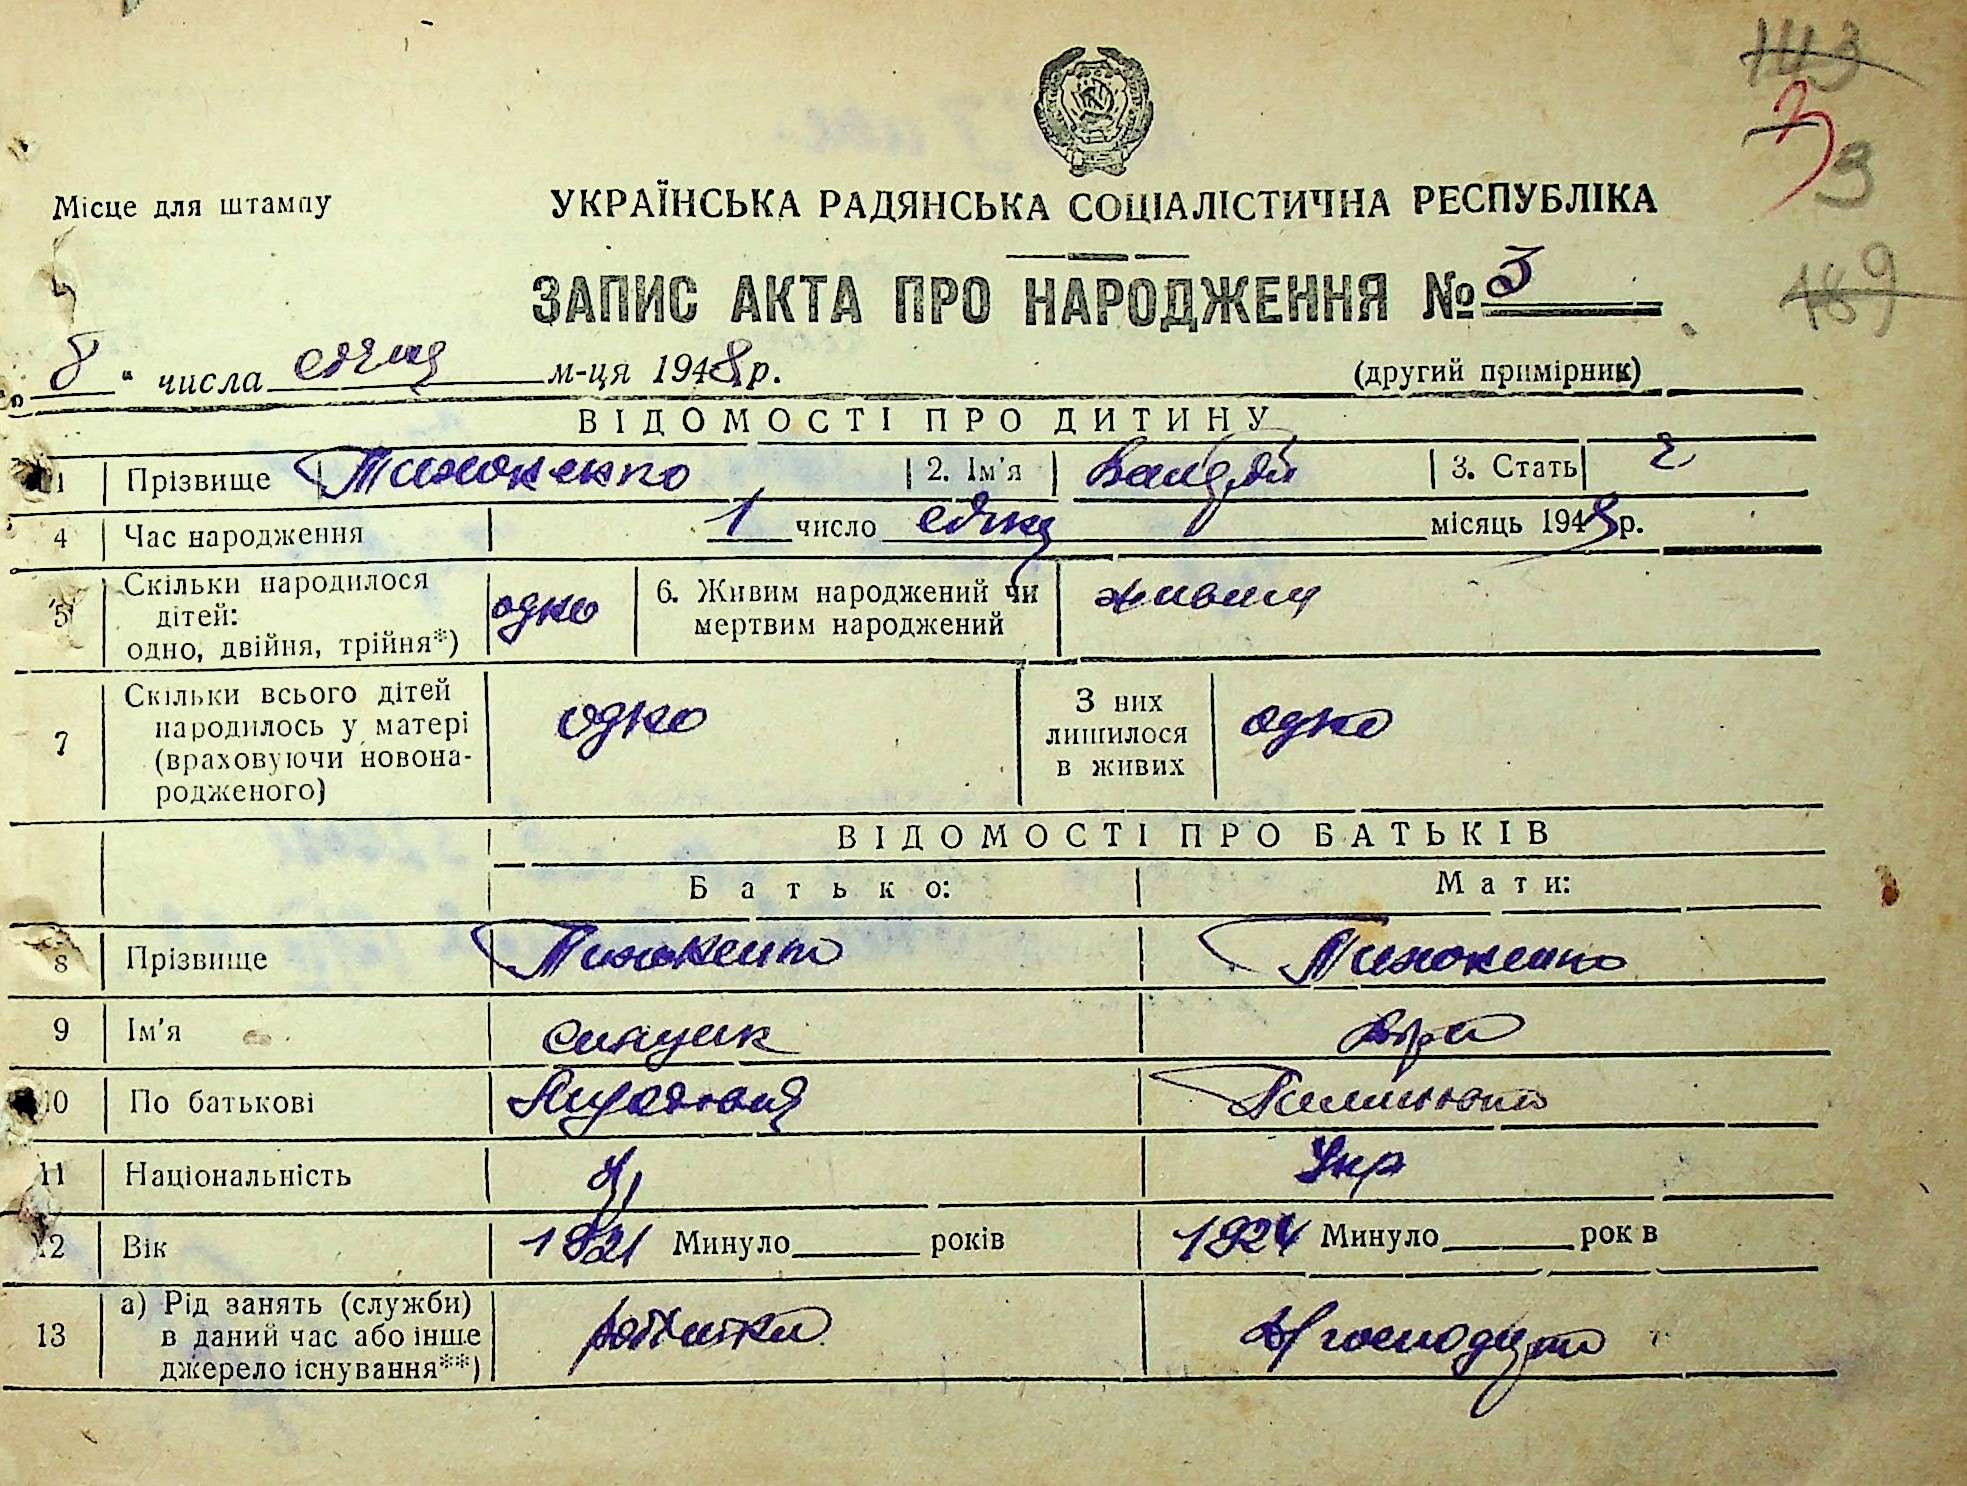 113
3
3
189
Місце для штампу
УКРАЇНСЬКА РАДЯНСЬКА СОЦІАЛІСТИЧНА РЕСПУБЛІКА
ЗАПИС АКТА ПРО НАРОДЖЕННЯ № 3
„8“ числа січня м-ця 1948 р.
(другий примірник)
ВІДОМОСТІ ПРО ДИТИНУ
1 Прізвище 2. Ім'я 3. Стать ч
4 Час народження 1 число січня місяць 1948 р.
5 Скільки народилося дітей: одно, двійня, трійня*) одно 6. Живим народжений чи мертвим народжений живим
7 Скільки всього дітей народилось у матері (враховуючи новонародженого) одно З них лишилося в живих одно
ВІДОМОСТІ ПРО БАТЬКІВ
Батько: Мати:
8 Прізвище
9 Ім'я Віра
10 По батькові
11 Національність Укр
12 Вік 1921 Минуло років 1924 Минуло рок в
13 а) Рід занять (служби) в даний час або інше джерело існування**)